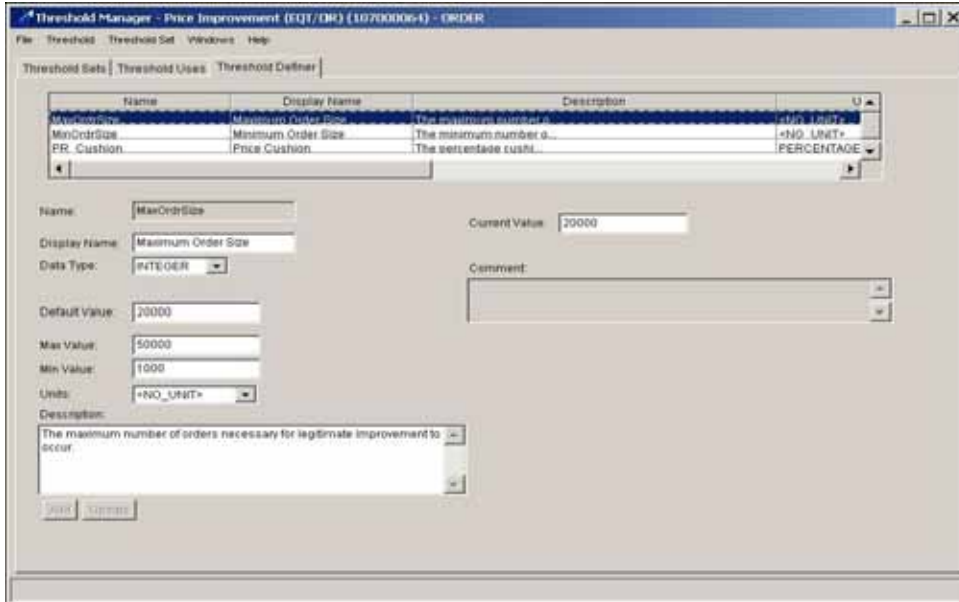 Threshold Manager - Price Improvement (EQT/OR) (107000064) - ORDER
File Threshold Threshold Set Windows Help
Threshold Sets Threshold Uses Threshold Definer
Name Display Name Description U
MaxOrdrSize Maximum Order Size The maximum number o... <NO_UNIT>
MinOrdrSize Minimum Order Size The minimum number o... <NO_UNIT>
PR_Cushion Price Cushion The percentage cushi... PERCENTAGE
Name: MaxOrdrSize
Current Value: 20000
Display Name: Maximum Order Size
Data Type: INTEGER
Comment:
Default Value: 20000
Max Value: 50000
Min Value: 1000
Units: <NO_UNIT>
Description:
The maximum number of orders necessary for legitimate improvement to
occur.
Add Update